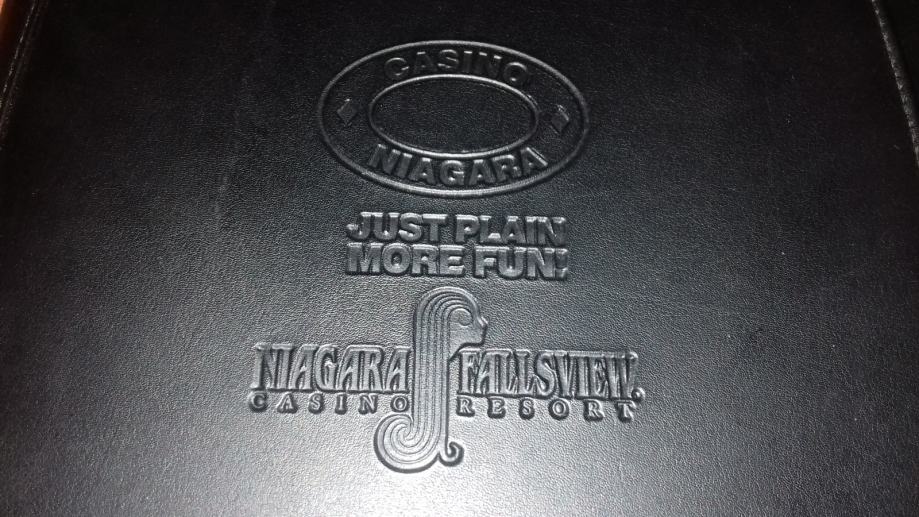 CASINO
NIAGARA
JUST PLAIN
MORE FUN!
NIAGARA FALLSVIEW.
CASINO RESORT